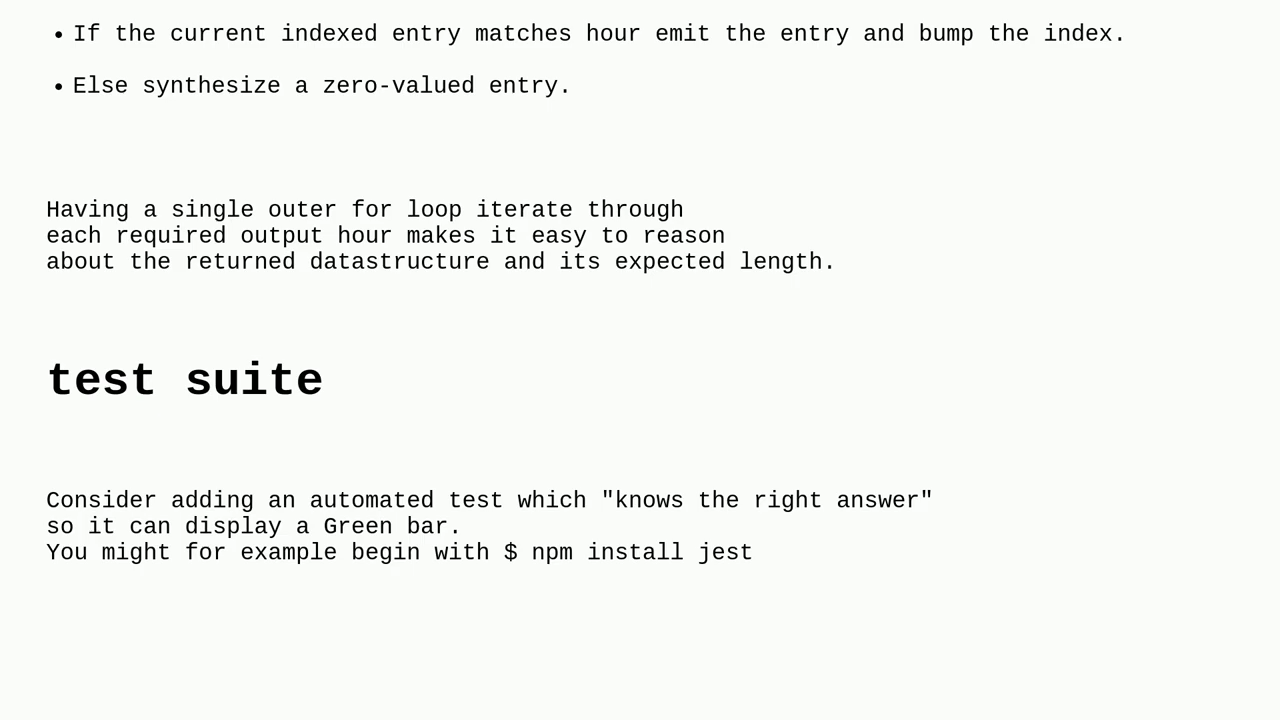 • If the current indexed entry matches hour emit the entry and bump the index.
• Else synthesize a zero-valued entry.
Having a single outer for loop iterate through
each required output hour makes it easy to reason
about the returned datastructure and its expected length.
test suite
Consider adding an automated test which "knows the right answer"
so it can display a Green bar.
You might for example begin with $ npm install jest